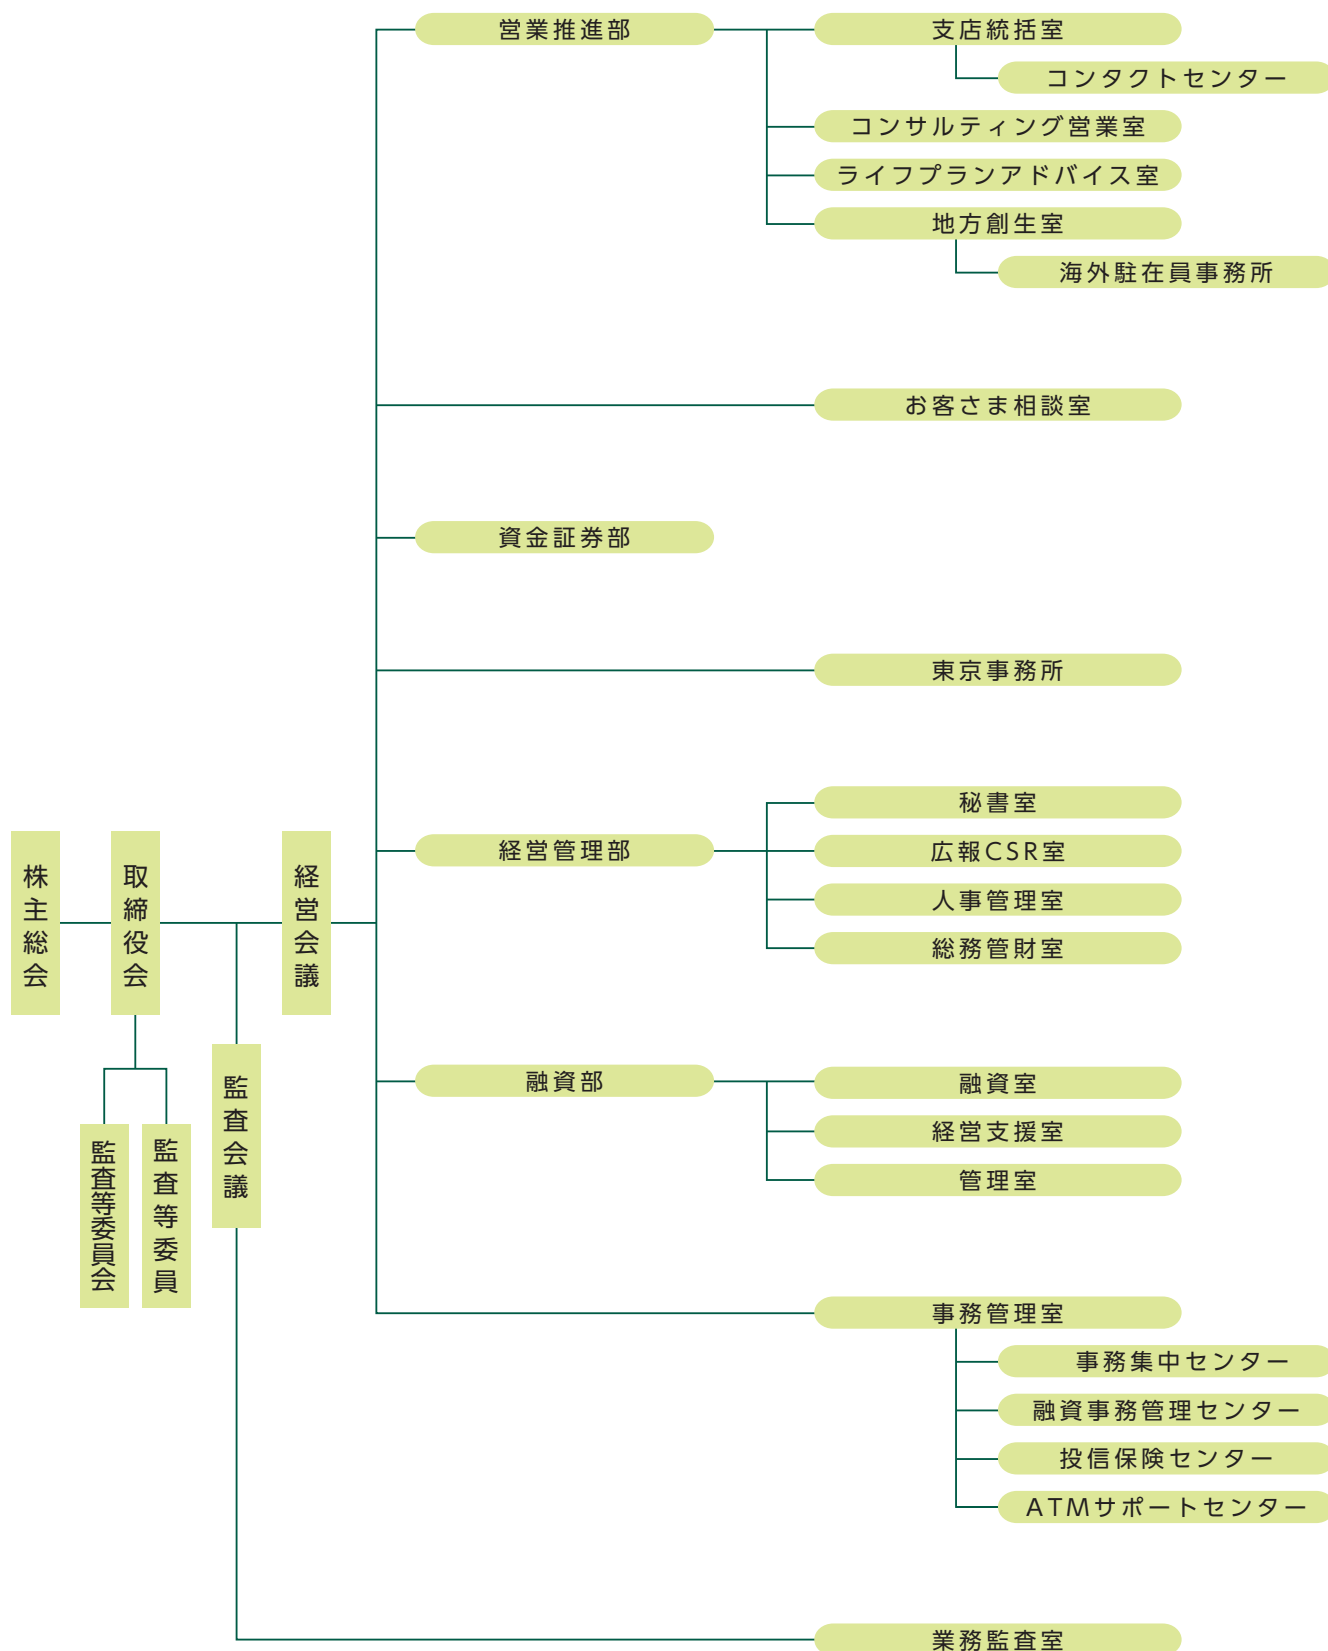 営業推進部
支店統括室
コンタクトセンター
コンサルティング営業室
ライフプランアドバイス室
地方創生室
海外駐在員事務所
お客さま相談室
資金証券部
東京事務所
株主総会
取締役会
経営会議
監査等委員会
監査等委員
監査会議
経営管理部
秘書室
広報CSR室
人事管理室
総務管財室
融資部
融資室
経営支援室
管理室
事務管理室
事務集中センター
融資事務管理センター
投信保険センター
ATMサポートセンター
業務監査室